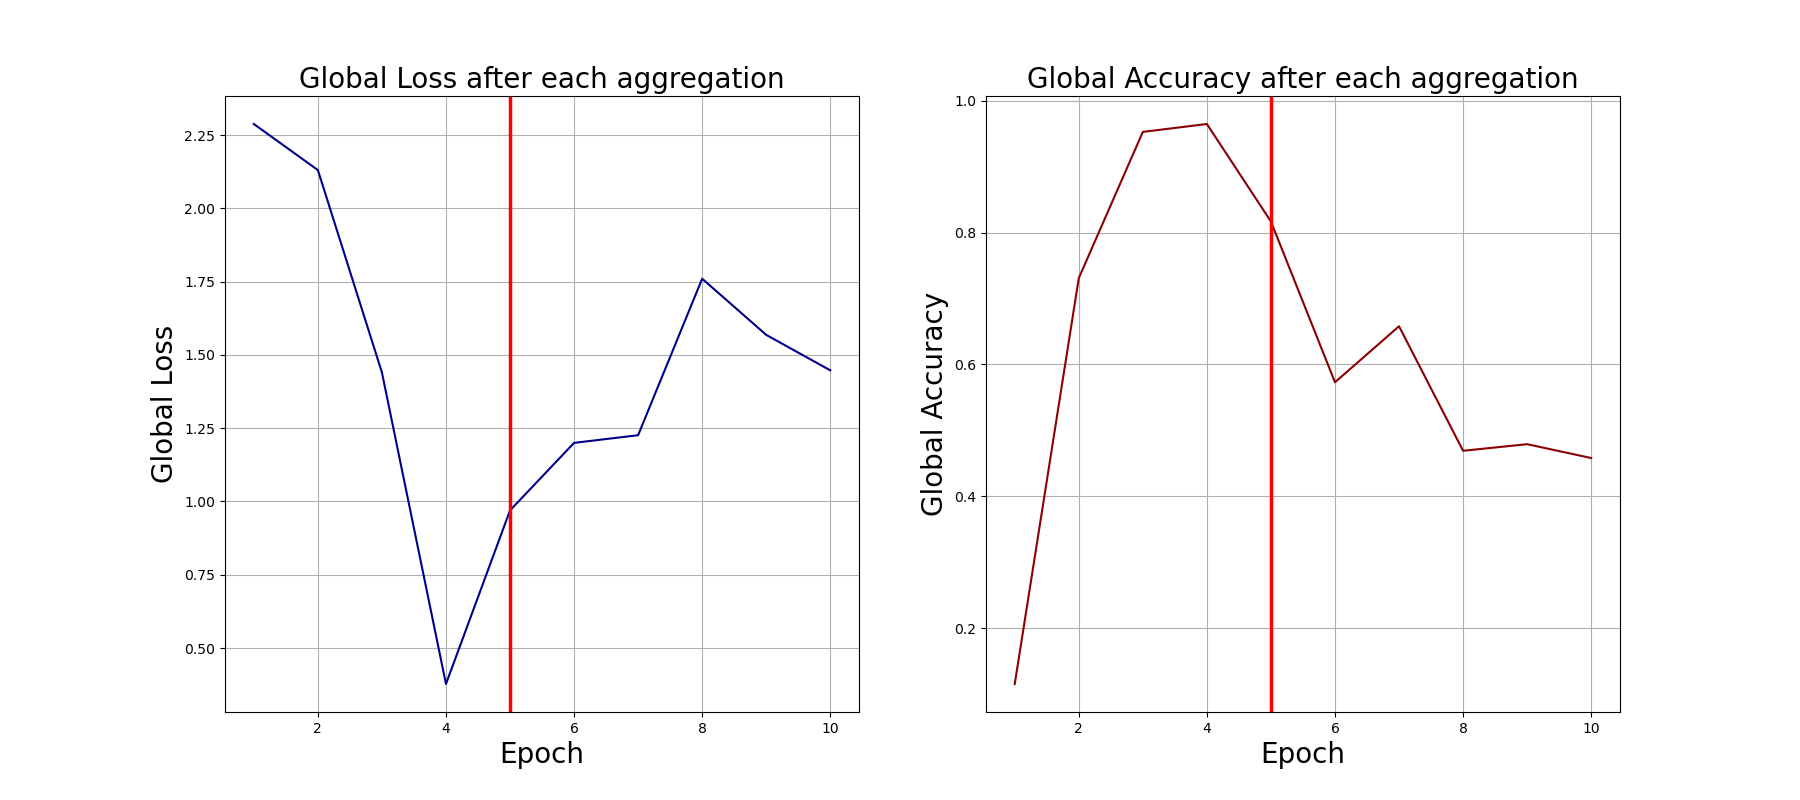 Global Loss after each aggregation
Global Loss
2.25
2.00
1.75
1.50
1.25
1.00
0.75
0.50
2 4 6 8 10
Epoch
Global Accuracy after each aggregation
Global Accuracy
1.0
0.8
0.6
0.4
0.2
2 4 6 8 10
Epoch